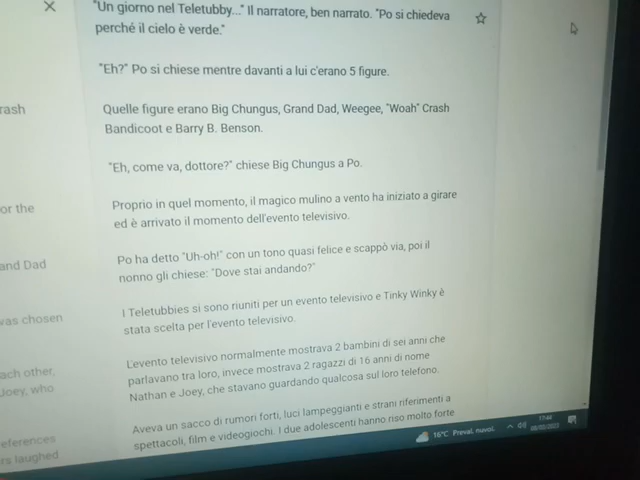 "Un giorno nel Teletubby..." Il narratore, ben narrato. "Po si chiedeva
perché il cielo è verde."
"Eh?" Po si chiese mentre davanti a lui c'erano 5 figure.
rash
Quelle figure erano Big Chungus, Grand Dad, Weegee, "Woah" Crash
Bandicoot e Barry B. Benson.
"Eh, come va, dottore?" chiese Big Chungus a Po.
or the
Proprio in quel momento, il magico mulino a vento ha iniziato a girare
ed è arrivato il momento dell'evento televisivo.
and Dad
Po ha detto "Uh-oh!" con un tono quasi felice e scappò via, poi il
nonno gli chiese: "Dove stai andando?"
vas chosen
I Teletubbies si sono riuniti per un evento televisivo e Tinky Winky è
stata scelta per l'evento televisivo.
ach other,
Joey, who
L'evento televisivo normalmente mostrava 2 bambini di sei anni che
parlavano tra loro, invece mostrava 2 ragazzi di 16 anni di nome
Nathan e Joey, che stavano guardando qualcosa sul loro telefono.
eferences
rs laughed
Aveva un sacco di rumori forti, luci lampeggianti e strani riferimenti a
spettacoli, film e videogiochi. I due adolescenti hanno riso molto forte
16°C Preval. nuvol.